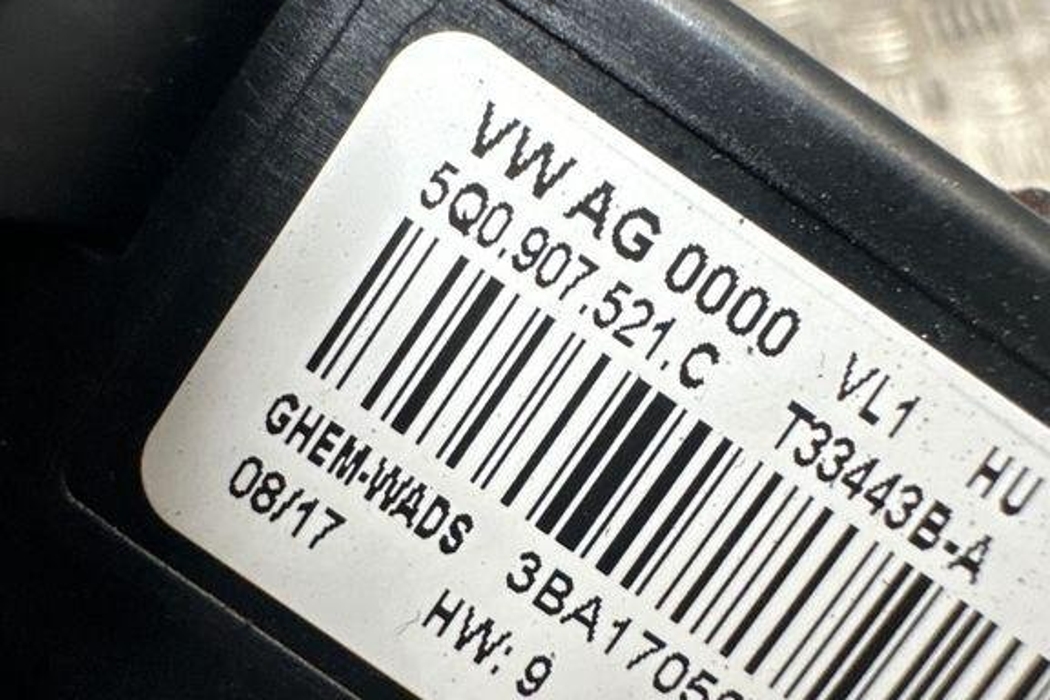 VW AG 0000 VL1 HU
5Q0.907.521.C T33443B-A
GHEM-WADS 3BA1705
08/17 HW: 9